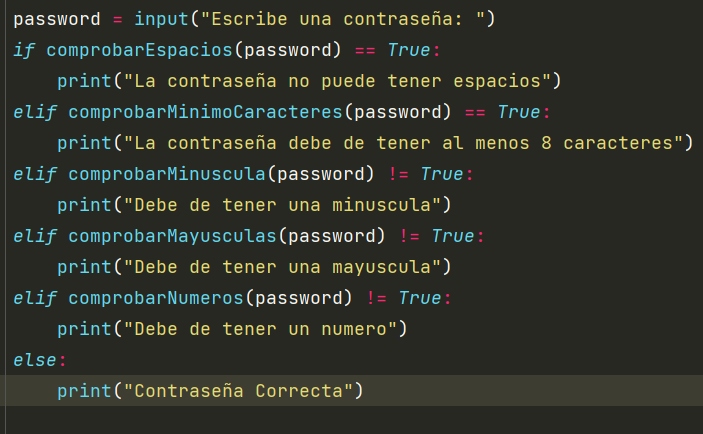 password = input("Escribe una contraseña: ")
if comprobarEspacios(password) == True:
    print("La contraseña no puede tener espacios")
elif comprobarMinimoCaracteres(password) == True:
    print("La contraseña debe de tener al menos 8 caracteres")
elif comprobarMinuscula(password) != True:
    print("Debe de tener una minuscula")
elif comprobarMayusculas(password) != True:
    print("Debe de tener una mayuscula")
elif comprobarNumeros(password) != True:
    print("Debe de tener un numero")
else:
    print("Contraseña Correcta")